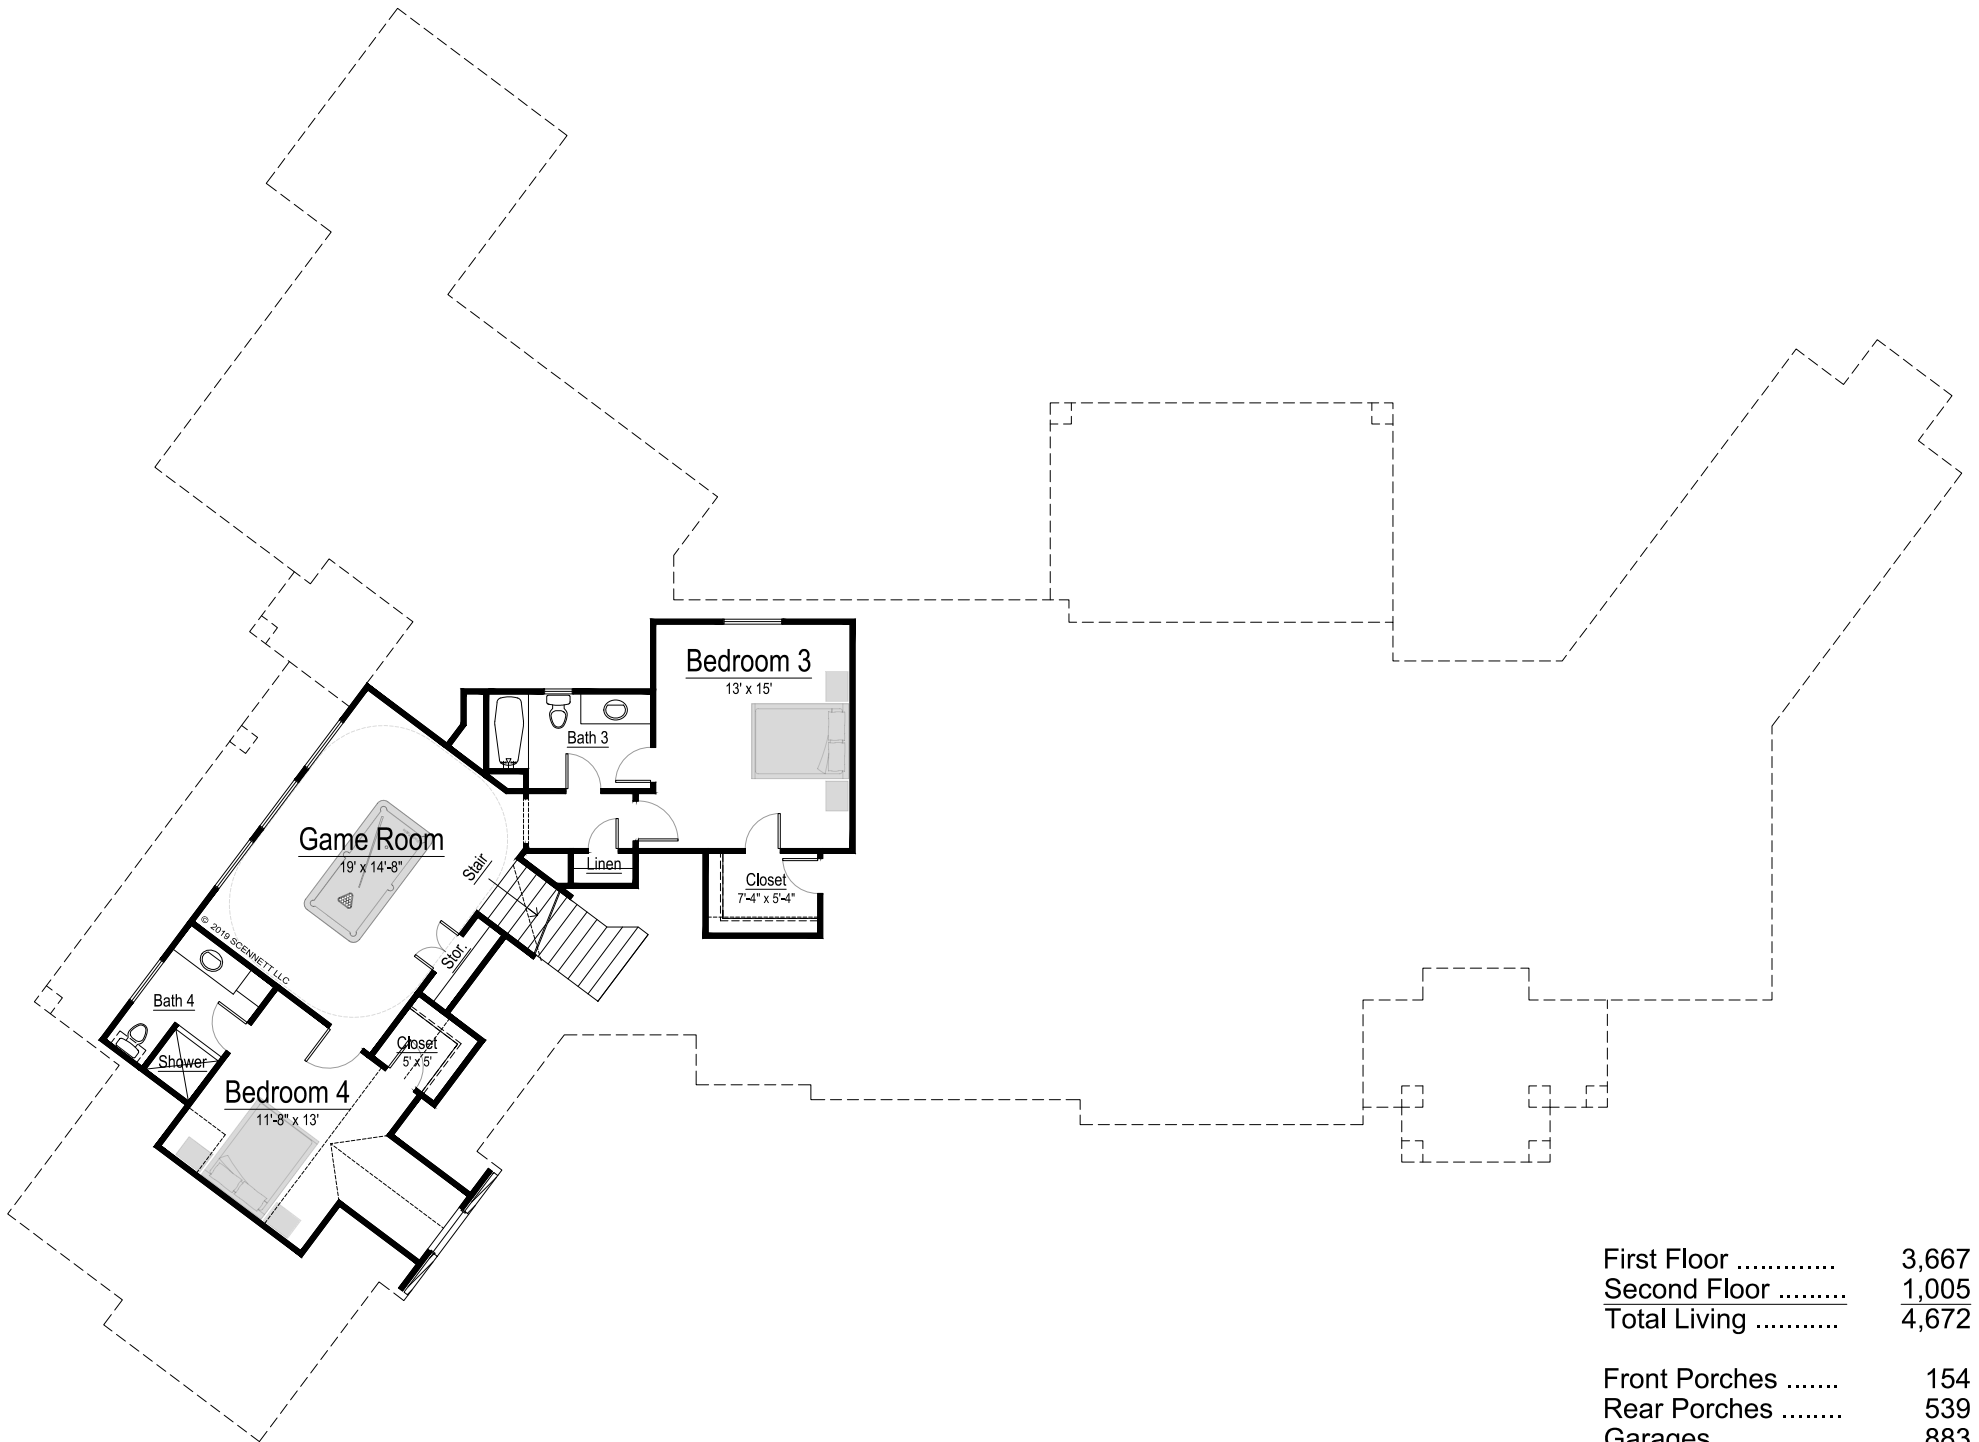 Bedroom 3
13' x 15'
Bath 3
Game Room
19' x 14'-8"
Stair
Linen
Closet
7'-4" x 5'-4"
© 2019 SCENNETT LLC
Stor.
Bath 4
Shower
Closet
5' x 5'
Bedroom 4
11'-8" x 13'
First Floor ............. 3,667
Second Floor ......... 1,005
Total Living ........... 4,672
Front Porches ....... 154
Rear Porches ........ 539
Garages 883